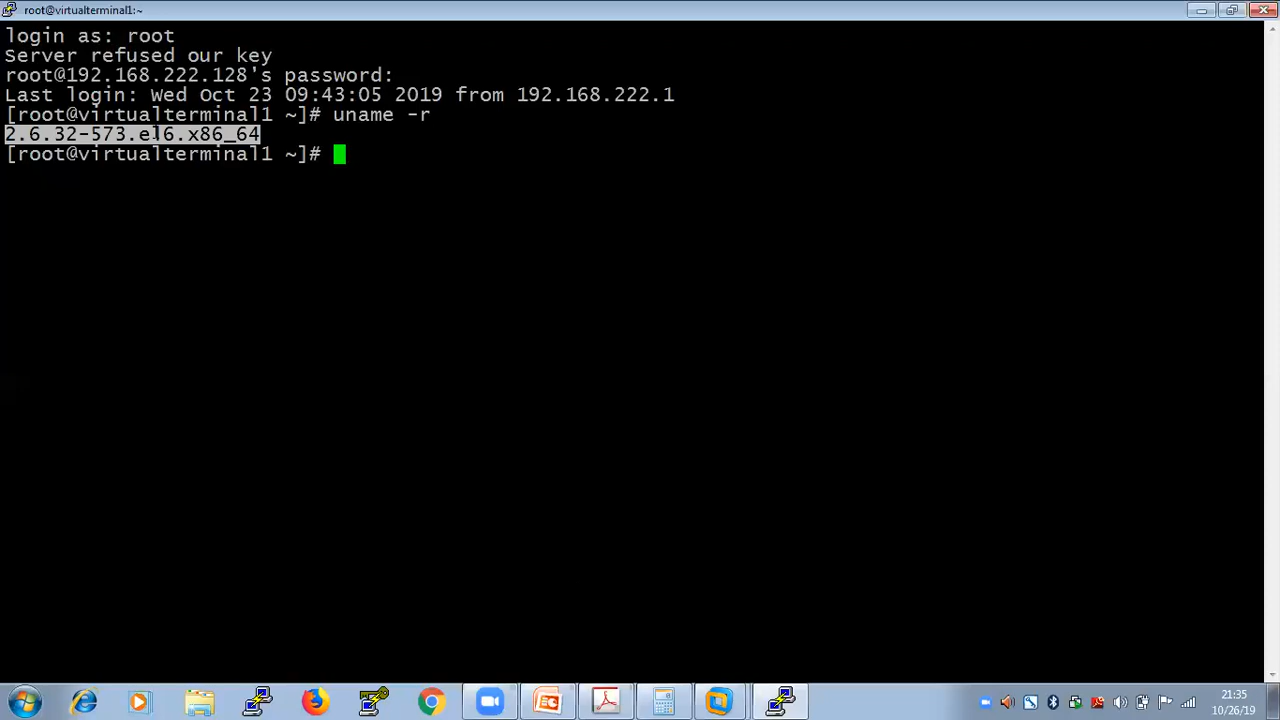 root@virtualterminal1:~
login as: root
Server refused our key
root@192.168.222.128's password:
Last login: Wed Oct 23 09:43:05 2019 from 192.168.222.1
[root@virtualterminal1 ~]# uname -r
2.6.32-573.el6.x86_64
[root@virtualterminal1 ~]#
21:35
10/26/19